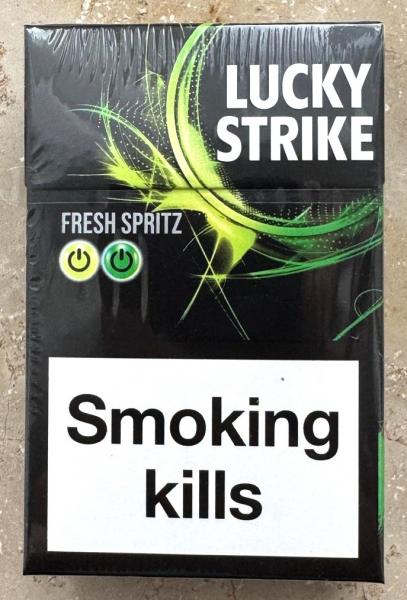 LUCKY
STRIKE
FRESH SPRITZ
Smoking
kills